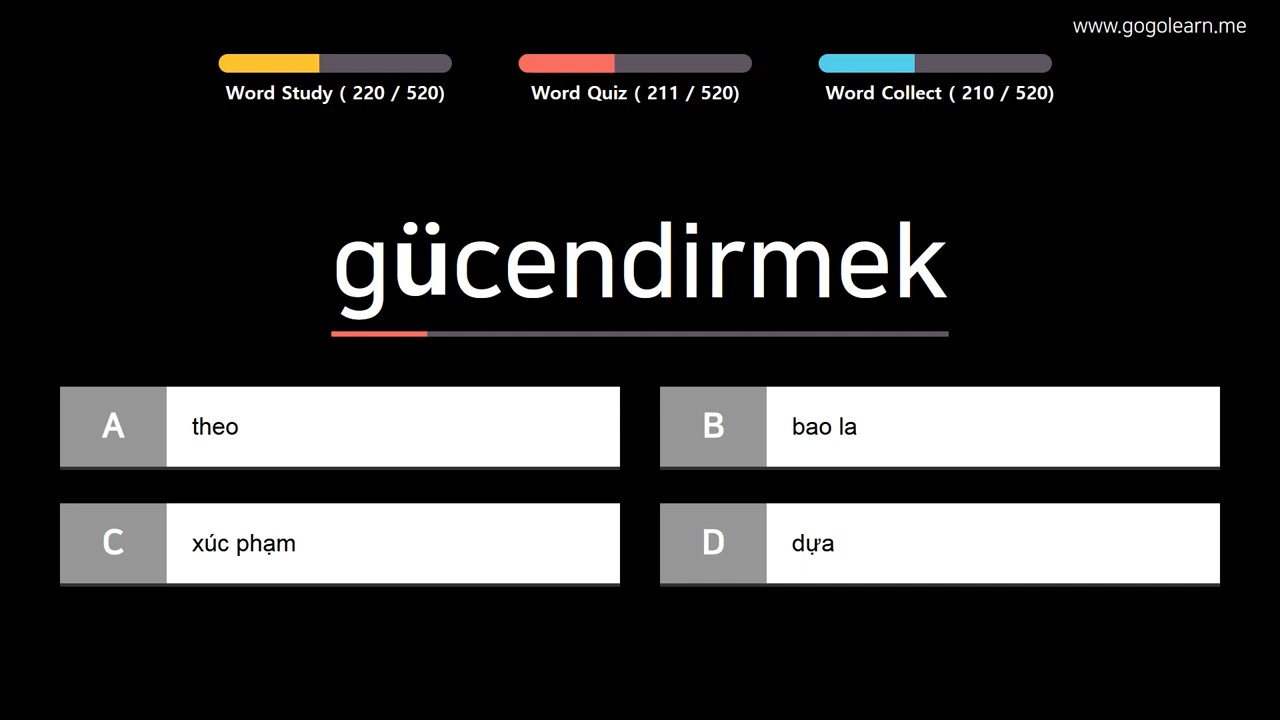 www.gogolearn.me
Word Study ( 220 / 520)
Word Quiz ( 211 / 520)
Word Collect ( 210 / 520)
gücendirmek
A theo
B bao la
C xúc phạm
D dựa